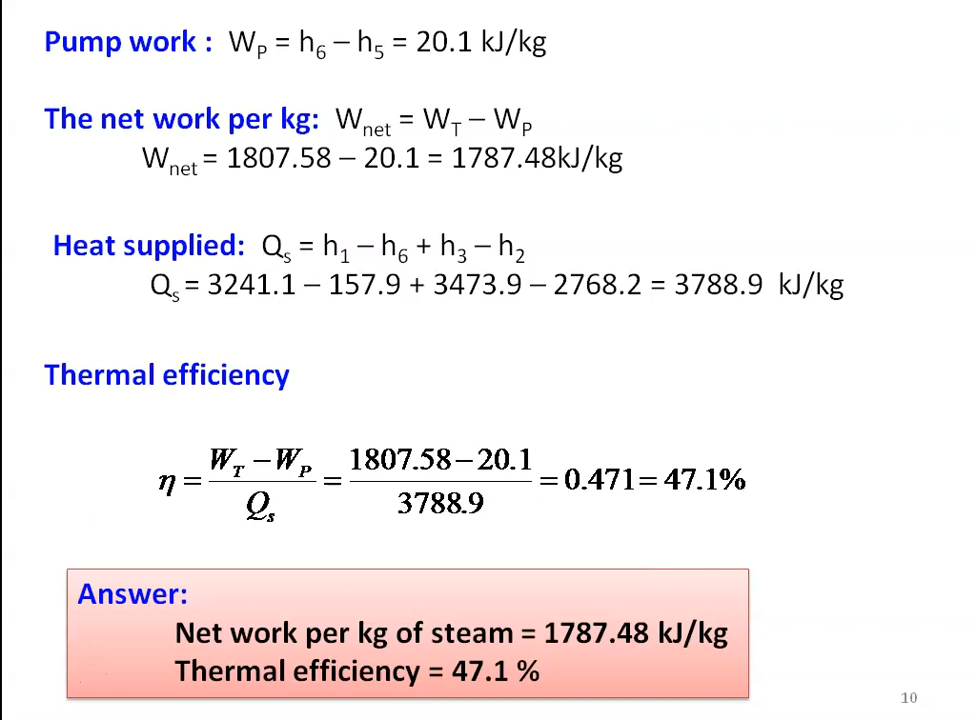 Pump work : W_P = h_6 – h_5 = 20.1 kJ/kg
The net work per kg: W_net = W_T – W_P
W_net = 1807.58 – 20.1 = 1787.48kJ/kg
Heat supplied: Q_s = h_1 – h_6 + h_3 – h_2
Q_s = 3241.1 – 157.9 + 3473.9 – 2768.2 = 3788.9 kJ/kg
Thermal efficiency
η = (W_T – W_P) / Q_s = (1807.58 – 20.1) / 3788.9 = 0.471 = 47.1%
Answer:
Net work per kg of steam = 1787.48 kJ/kg
Thermal efficiency = 47.1 %
10